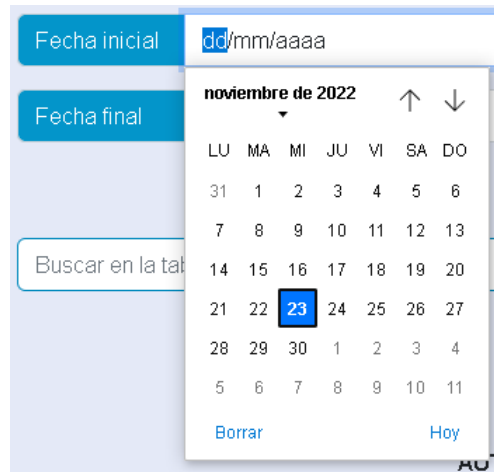 Fecha inicial dd/mm/aaaa
noviembre de 2022
Fecha final
LU MA MI JU VI SA DO
31 1 2 3 4 5 6
7 8 9 10 11 12 13
Buscar en la tab
14 15 16 17 18 19 20
21 22 23 24 25 26 27
28 29 30 1 2 3 4
5 6 7 8 9 10 11
Borrar Hoy